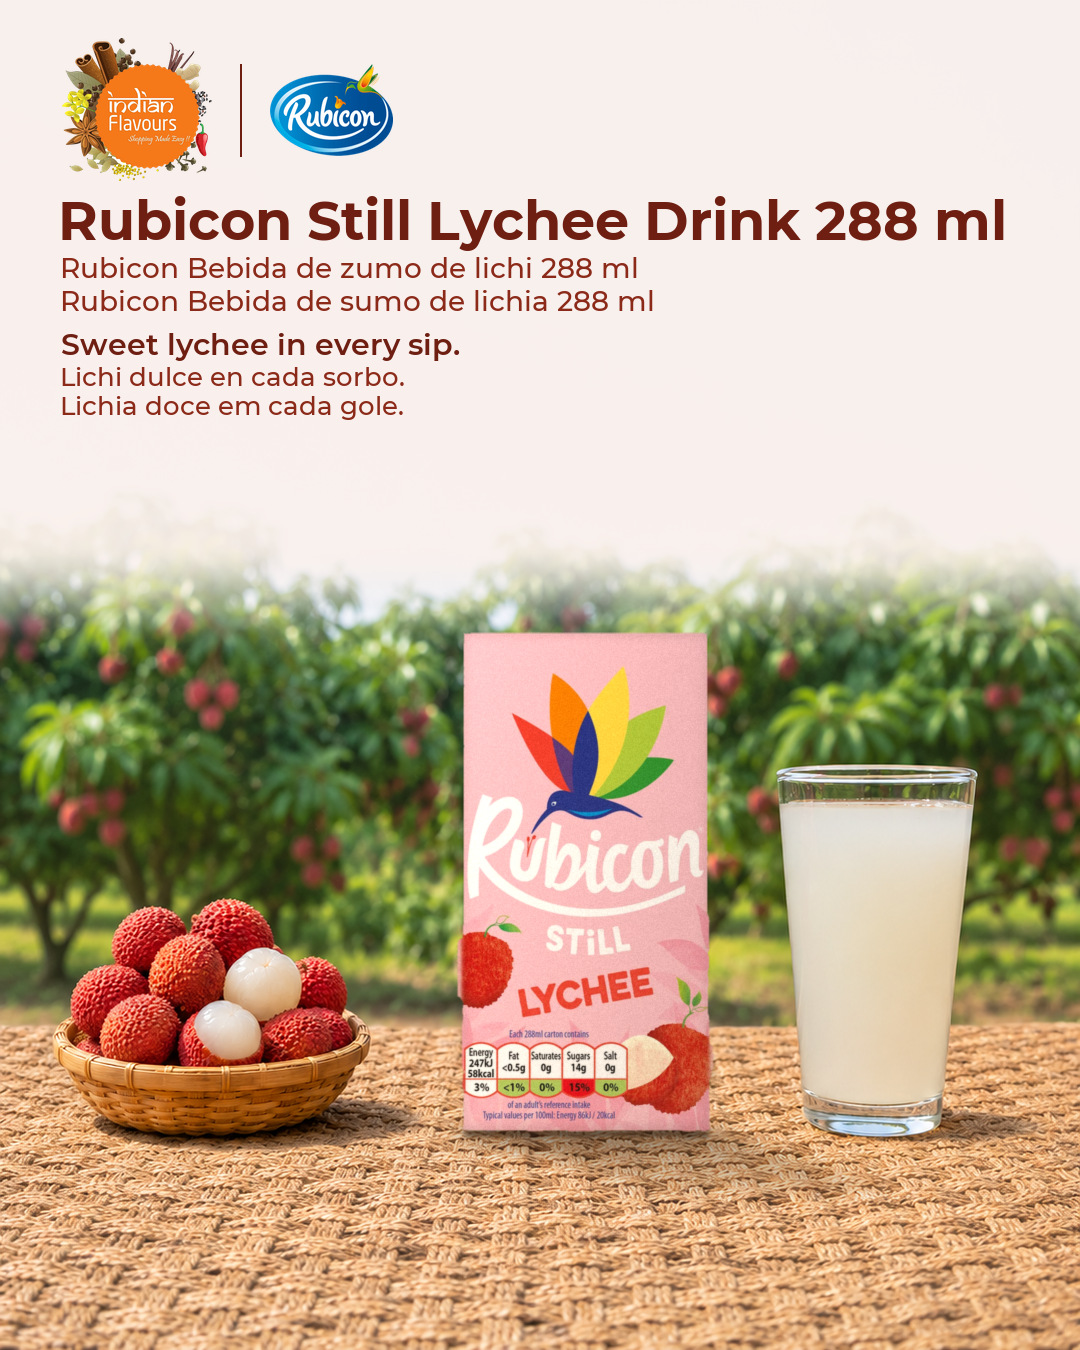 indian
Flavours
Shopping Made Easy !!
Rubicon
Rubicon Still Lychee Drink 288 ml
Rubicon Bebida de zumo de lichi 288 ml
Rubicon Bebida de sumo de lichia 288 ml
Sweet lychee in every sip.
Lichi dulce en cada sorbo.
Lichia doce em cada gole.
Rubicon
STiLL
LYCHEE
Each 288ml carton contains
Energy 247kJ 58kcal 3%
Fat <0.5g <1%
Saturates 0g 0%
Sugars 14g 15%
Salt 0g 0%
of an adult's reference intake
Typical values per 100ml: Energy 86kJ / 20kcal